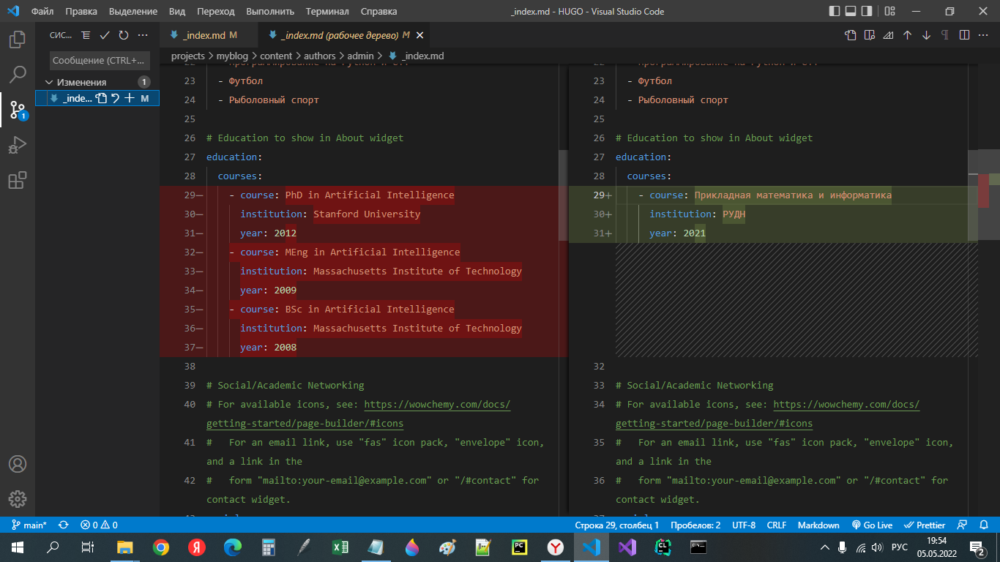 Файл Правка Выделение Вид Переход Выполнить Терминал Справка _index.md - HUGO - Visual Studio Code
СИС... _index.md M _index.md (рабочее дерево) M
Сообщение (CTRL+...
projects > myblog > content > authors > admin > _index.md
Изменения 1
_inde... M
1
23 - Футбол
24 - Рыболовный спорт
25
26 # Education to show in About widget
27 education:
28 courses:
29— - course: PhD in Artificial Intelligence
30— institution: Stanford University
31— year: 2012
32— - course: MEng in Artificial Intelligence
33— institution: Massachusetts Institute of Technology
34— year: 2009
35— - course: BSc in Artificial Intelligence
36— institution: Massachusetts Institute of Technology
37— year: 2008
38
39 # Social/Academic Networking
40 # For available icons, see: https://wowchemy.com/docs/
getting-started/page-builder/#icons
41 # For an email link, use "fas" icon pack, "envelope" icon,
and a link in the
42 # form "mailto:your-email@example.com" or "/#contact" for
contact widget.
23 - Футбол
24 - Рыболовный спорт
25
26 # Education to show in About widget
27 education:
28 courses:
29+ - course: Прикладная математика и информатика
30+ institution: РУДН
31+ year: 2021
32
33 # Social/Academic Networking
34 # For available icons, see: https://wowchemy.com/docs/
getting-started/page-builder/#icons
35 # For an email link, use "fas" icon pack, "envelope" icon,
and a link in the
36 # form "mailto:your-email@example.com" or "/#contact" for
contact widget.
main* 0 0 Строка 29, столбец 1 Пробелов: 2 UTF-8 CRLF Markdown Go Live Prettier
РУС 19:54
05.05.2022 2